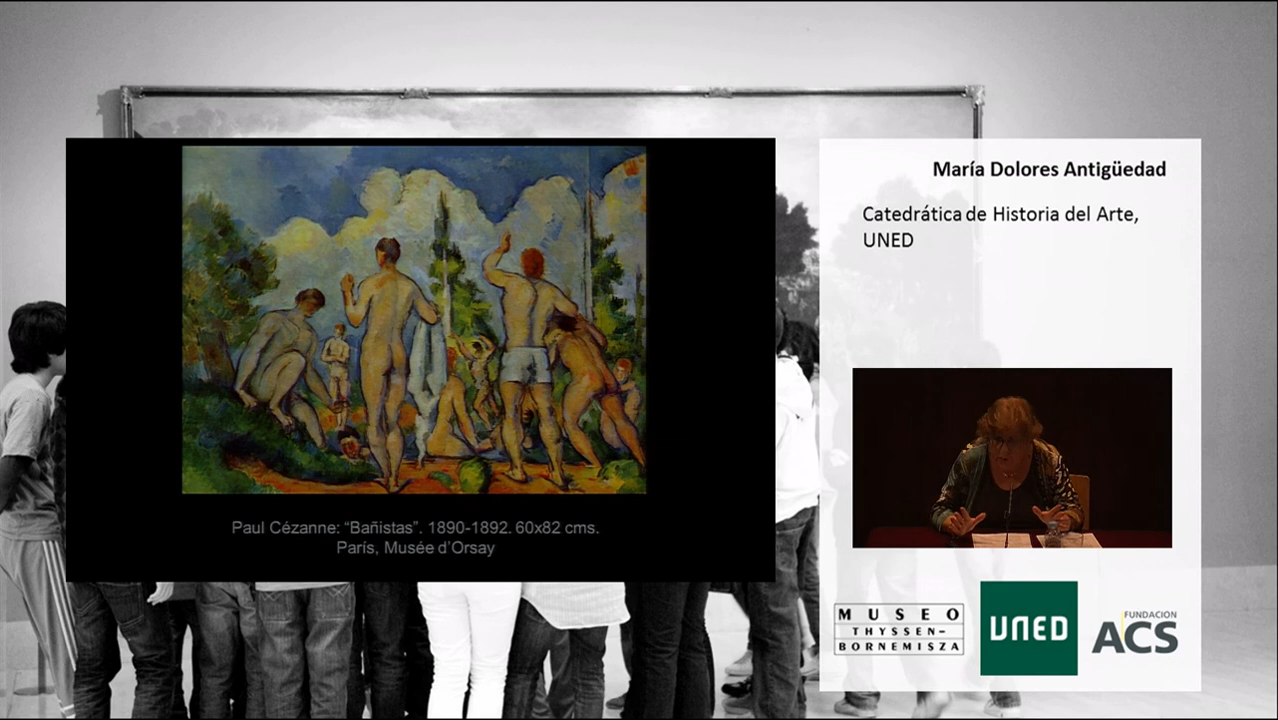 María Dolores Antigüedad
Catedrática de Historia del Arte,
UNED
Paul Cézanne: “Bañistas”. 1890-1892. 60x82 cms.
París, Musée d’Orsay
MUSEO
THYSSEN-
BORNEMISZA
UNED
FUNDACIÓN
ACS